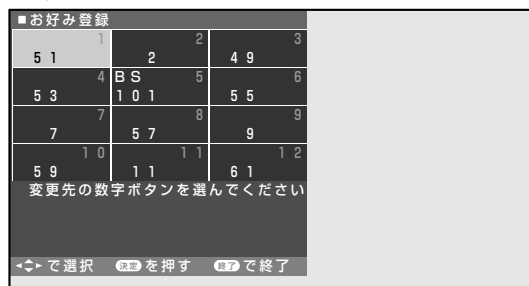 ■お好み登録
1 2 3
51 2 49
4 BS 5 6
53 101 55
7 8 9
7 57 9
10 11 12
59 11 61
変更先の数字ボタンを選んでください
で選択 決定を押す 終了で終了